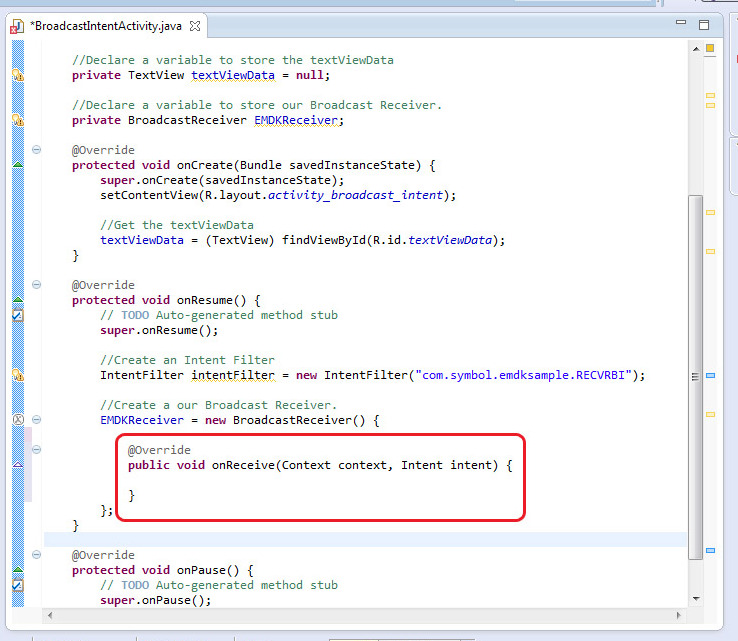 *BroadcastIntentActivity.java
//Declare a variable to store the textViewData
private TextView textViewData = null;
//Declare a variable to store our Broadcast Receiver.
private BroadcastReceiver EMDKReceiver;
@Override
protected void onCreate(Bundle savedInstanceState) {
super.onCreate(savedInstanceState);
setContentView(R.layout.activity_broadcast_intent);
//Get the textViewData
textViewData = (TextView) findViewById(R.id.textViewData);
}
@Override
protected void onResume() {
// TODO Auto-generated method stub
super.onResume();
//Create an Intent Filter
IntentFilter intentFilter = new IntentFilter("com.symbol.emdksample.RECVRBI");
//Create a our Broadcast Receiver.
EMDKReceiver = new BroadcastReceiver() {
@Override
public void onReceive(Context context, Intent intent) {
}
};
}
@Override
protected void onPause() {
// TODO Auto-generated method stub
super.onPause();